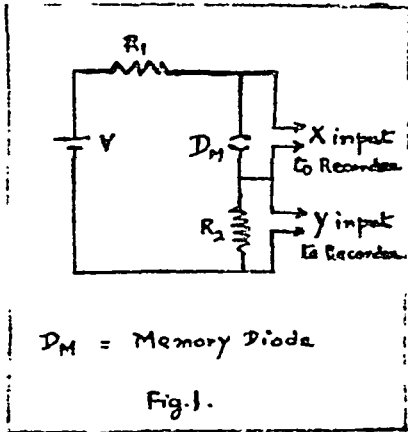 R1
V
DM
X input
to Recorder
R2
Y input
to Recorder
DM = Memory Diode
Fig.1.